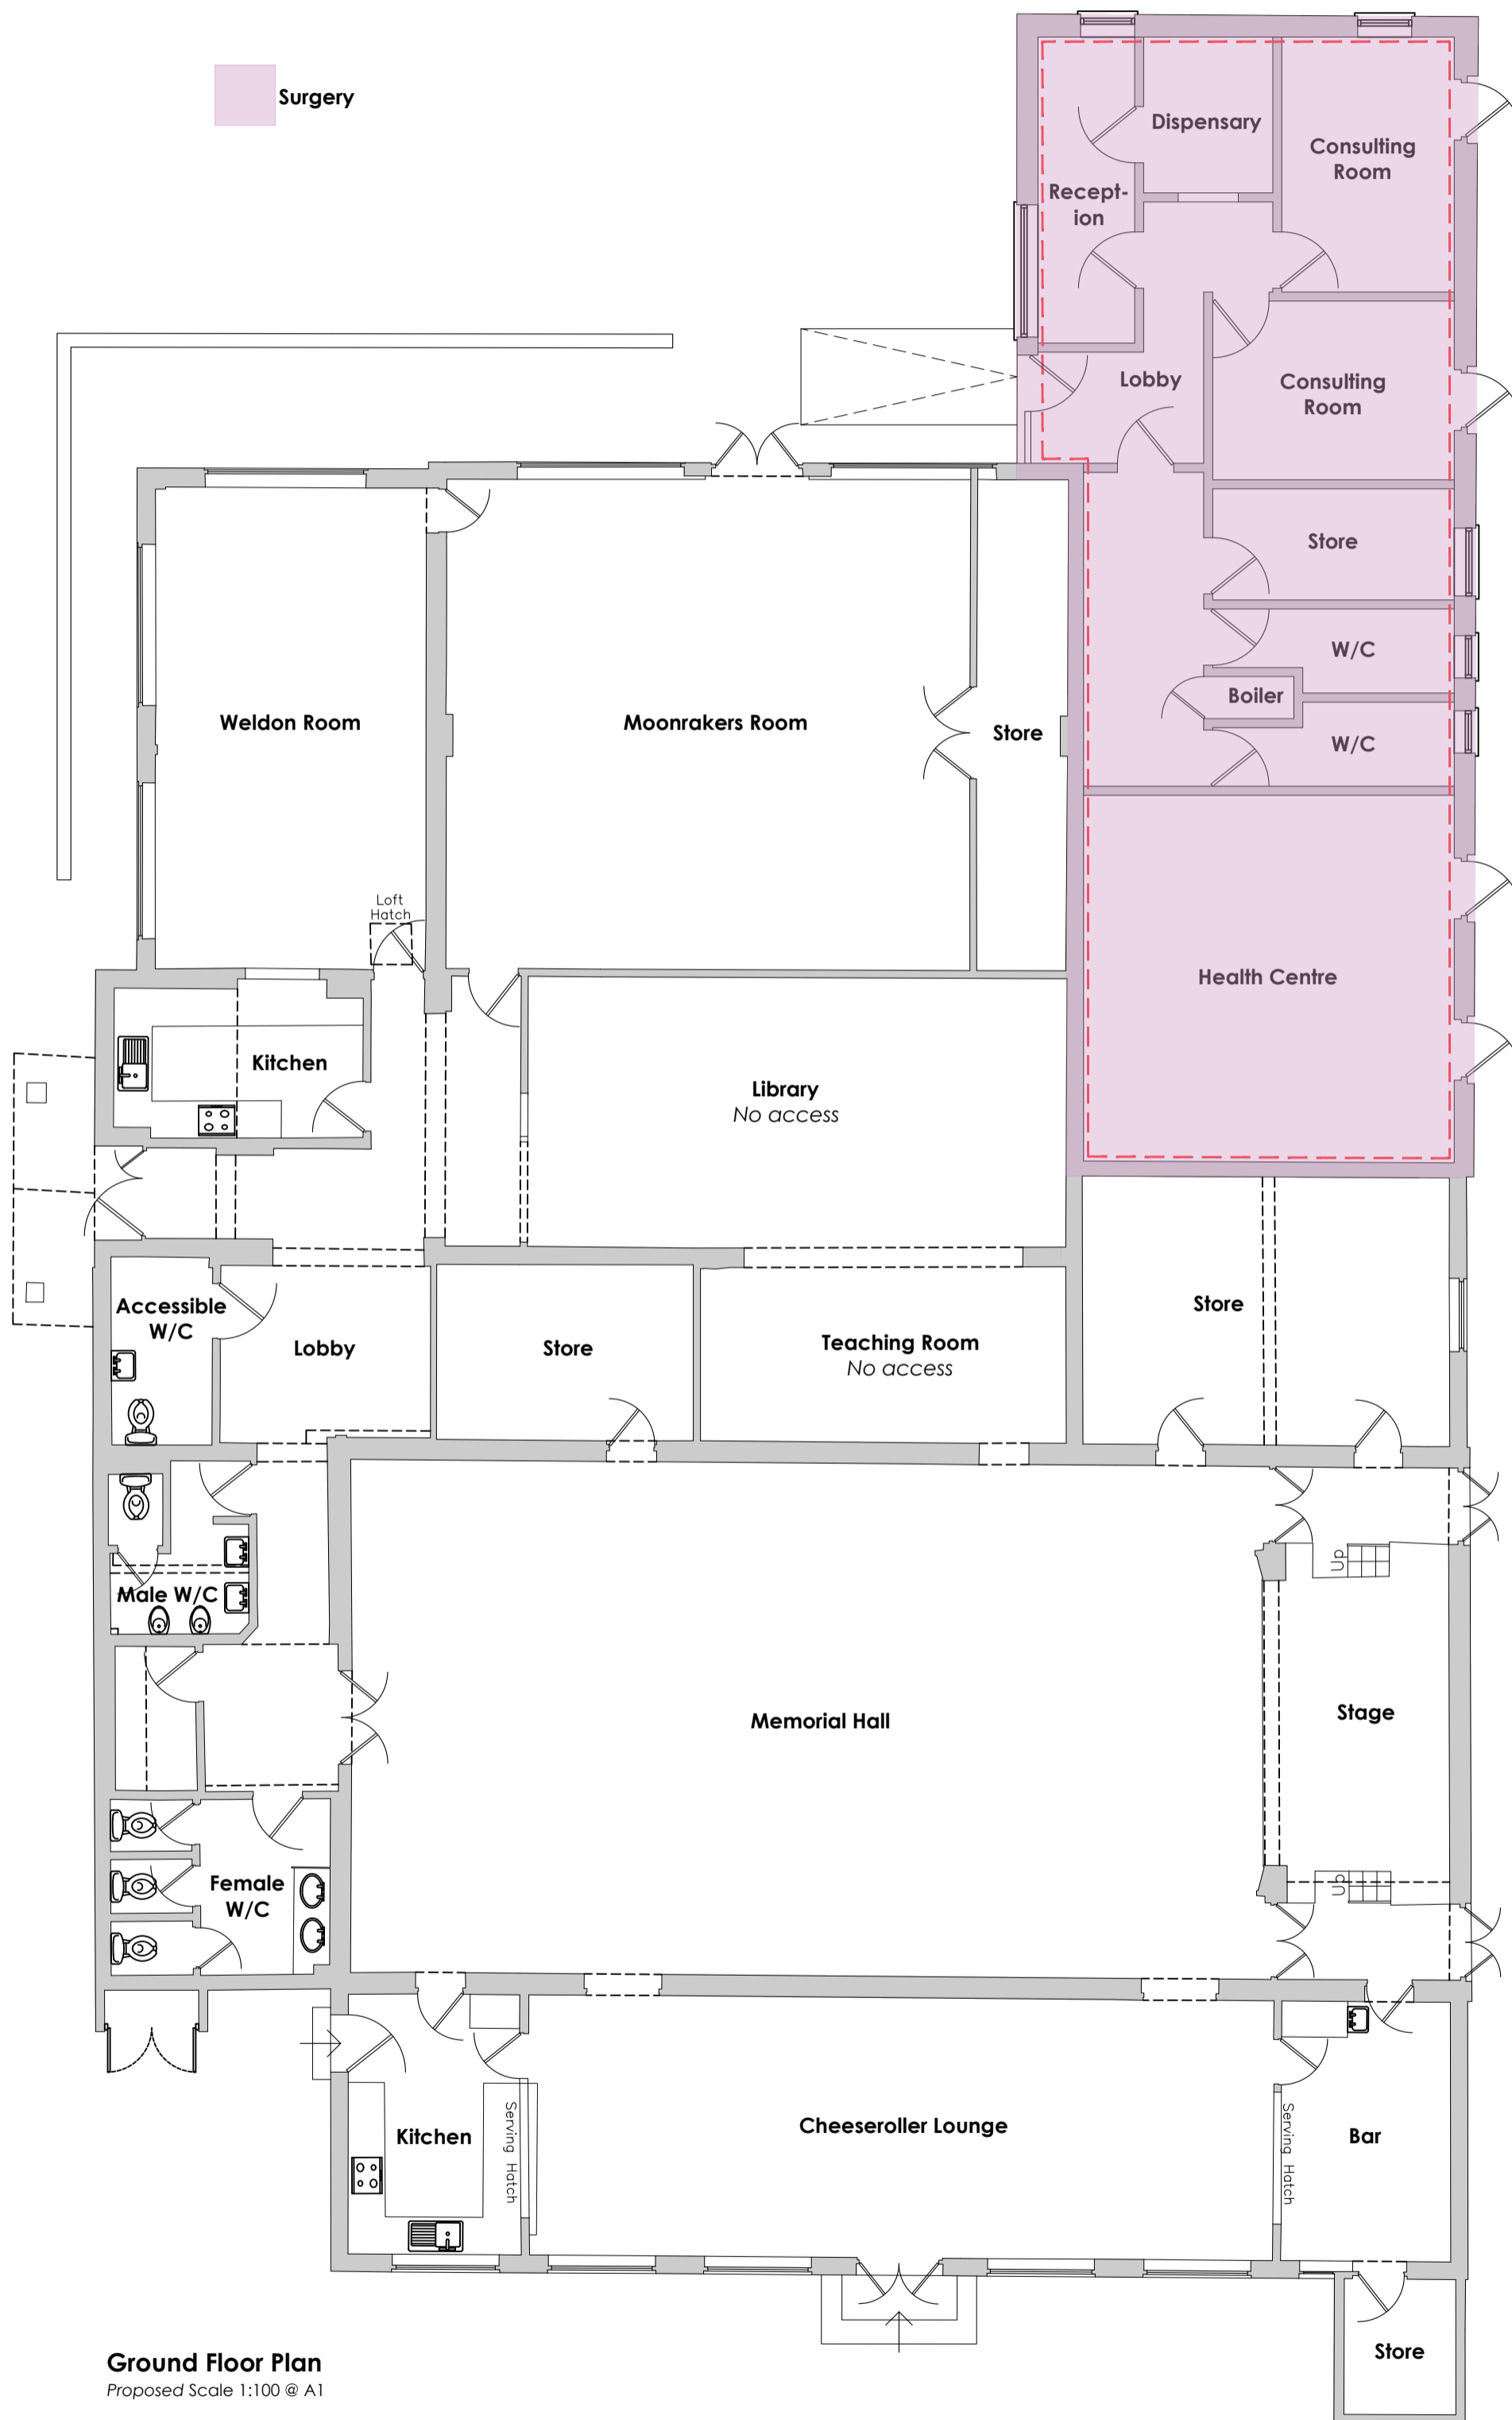 Surgery
Dispensary
Consulting
Room
Recept-
ion
Lobby
Consulting
Room
Store
W/C
Boiler
W/C
Weldon Room
Moonrakers Room
Store
Loft
Hatch
Health Centre
Kitchen
Library
No access
Accessible
W/C
Lobby
Store
Teaching Room
No access
Store
Up
Male W/C
Memorial Hall
Stage
Up
Female
W/C
Kitchen
Serving Hatch
Cheeseroller Lounge
Serving Hatch
Bar
Store
Ground Floor Plan
Proposed Scale 1:100 @ A1